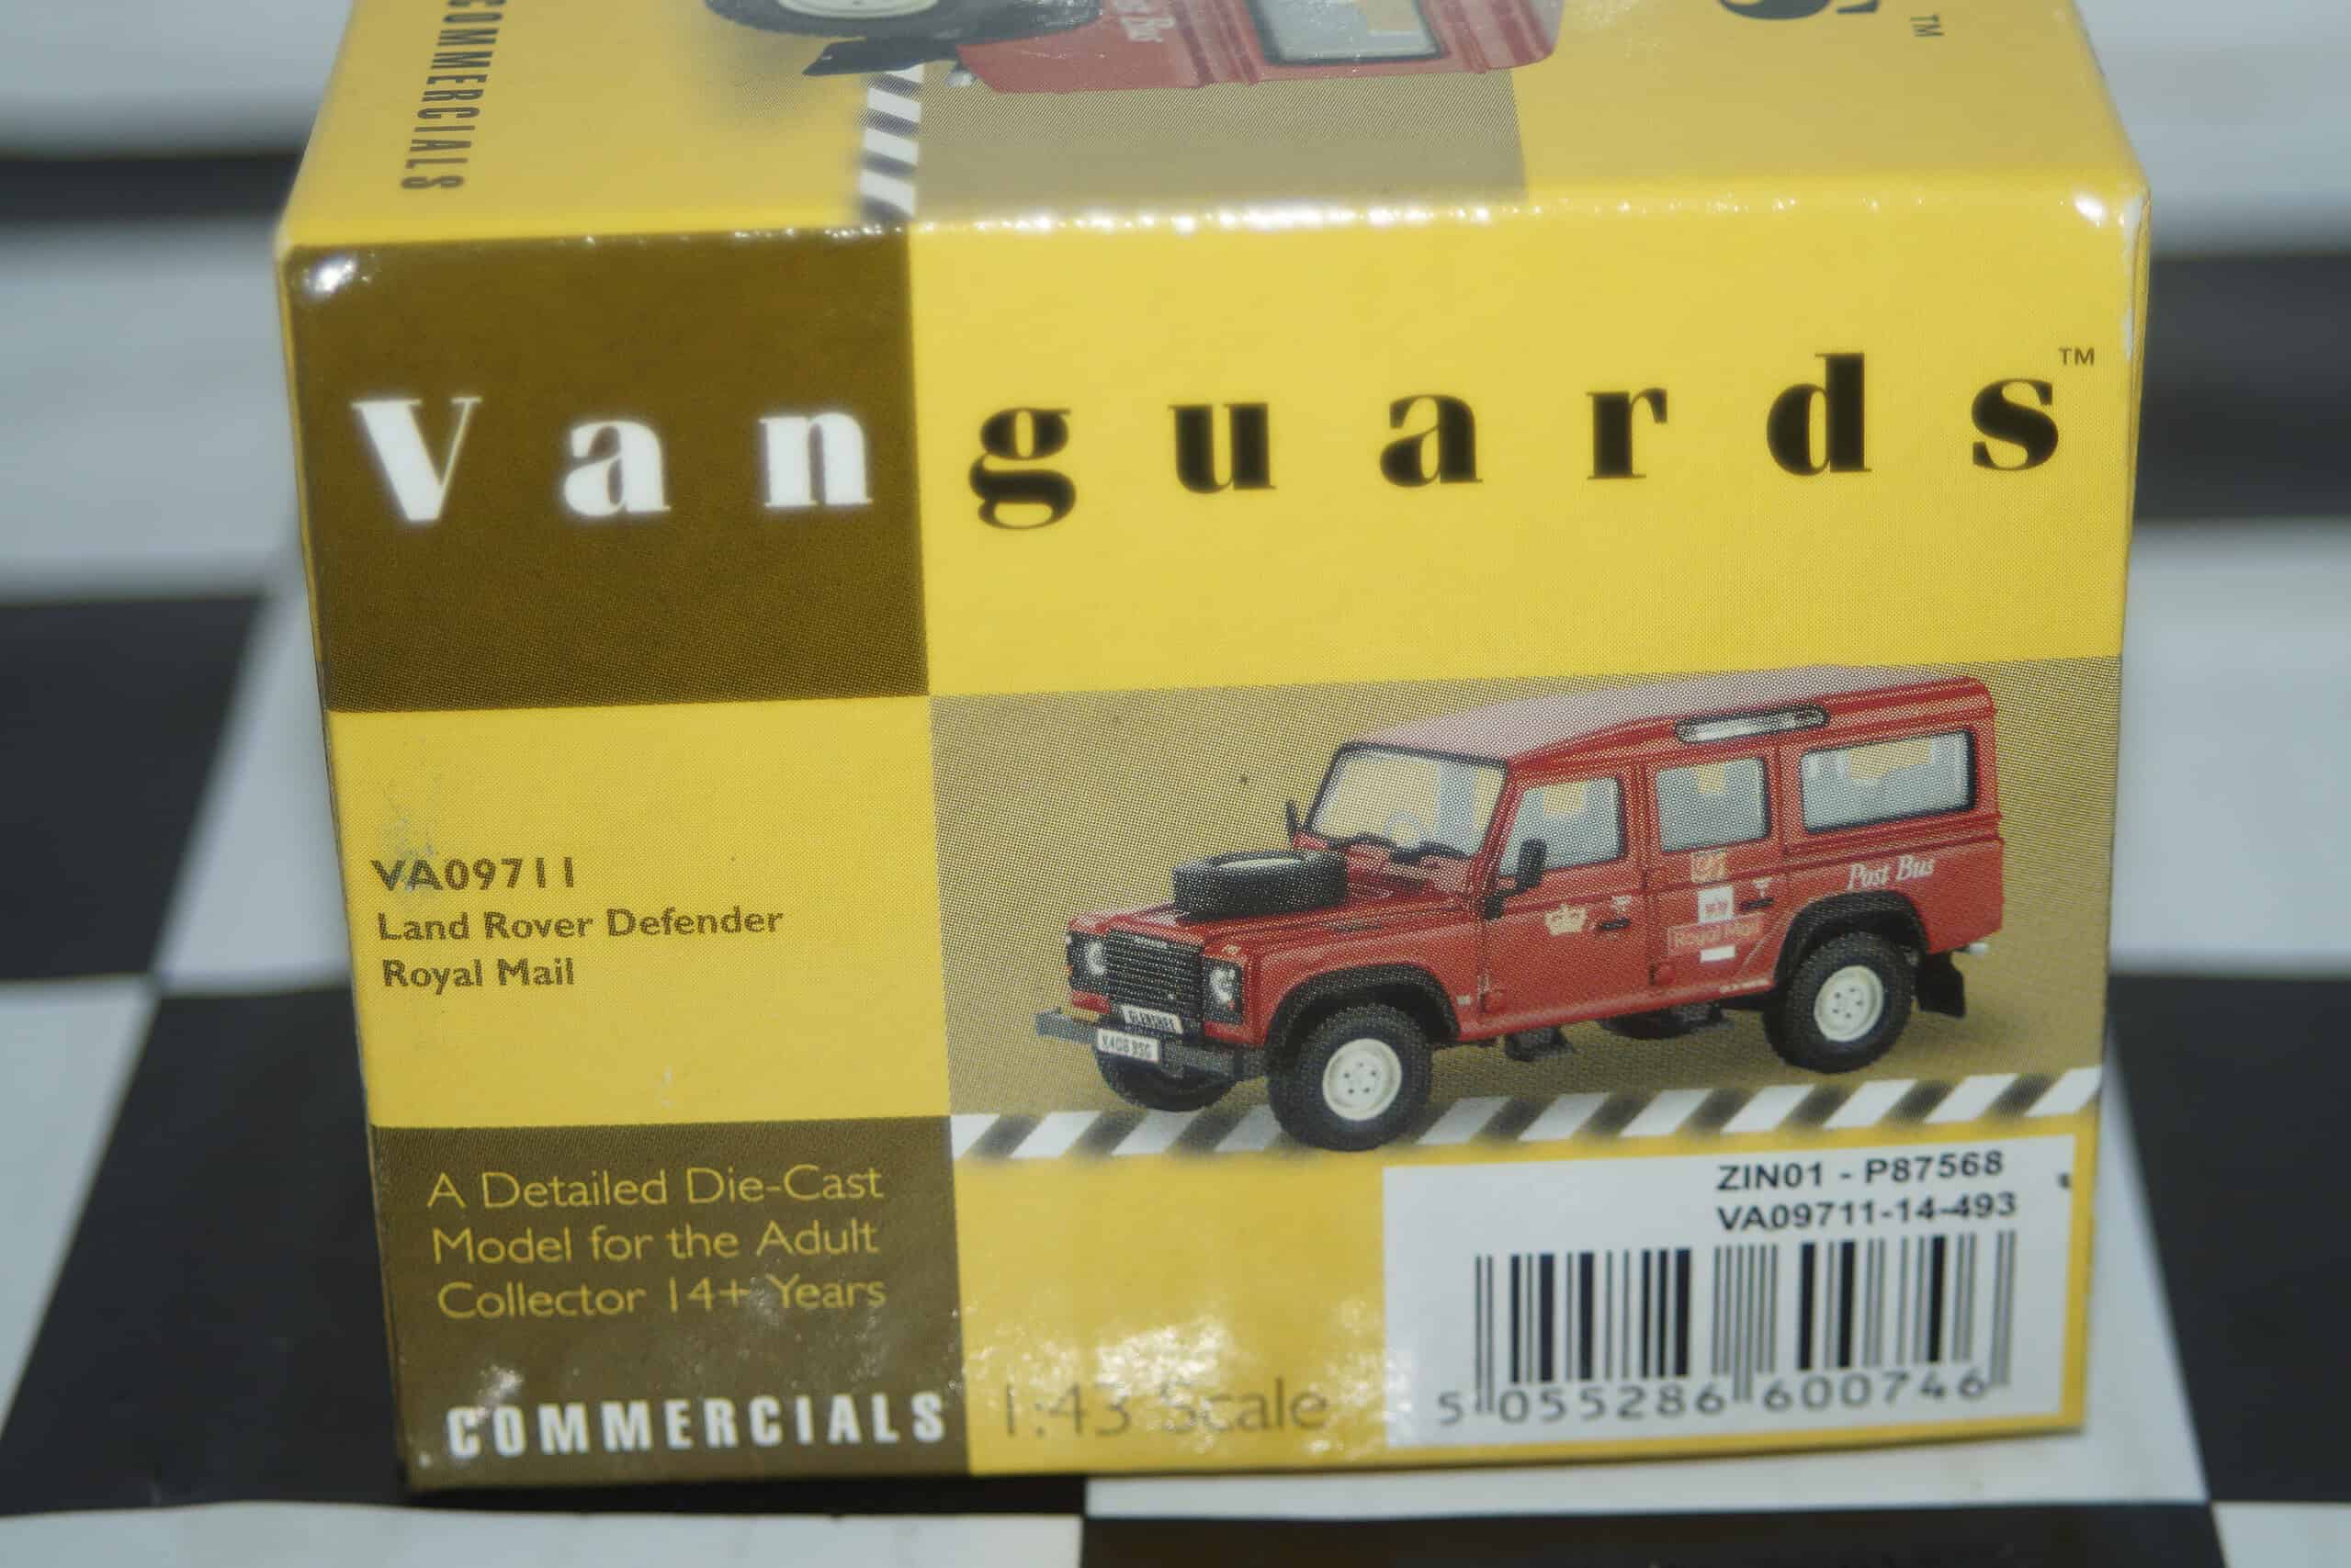 COMMERCIALS
s™
Vanguards™
VA09711
Land Rover Defender
Royal Mail
Post Bus
Royal Mail
A Detailed Die-Cast
Model for the Adult
Collector 14+ Years
COMMERCIALS
1:43 Scale
ZIN01 - P87568
VA09711-14-493
5 055286 600746